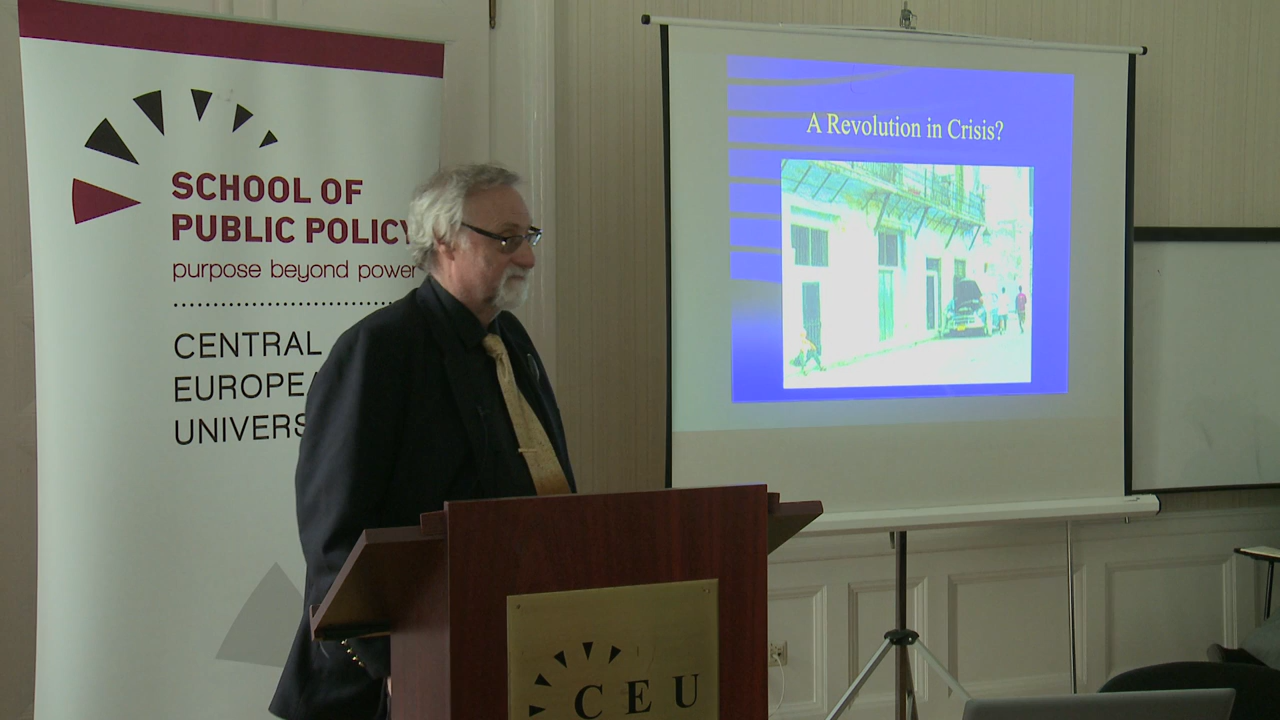 SCHOOL OF
PUBLIC POLICY
purpose beyond power
CENTRAL
EUROPEA
UNIVERS
A Revolution in Crisis?
CEU